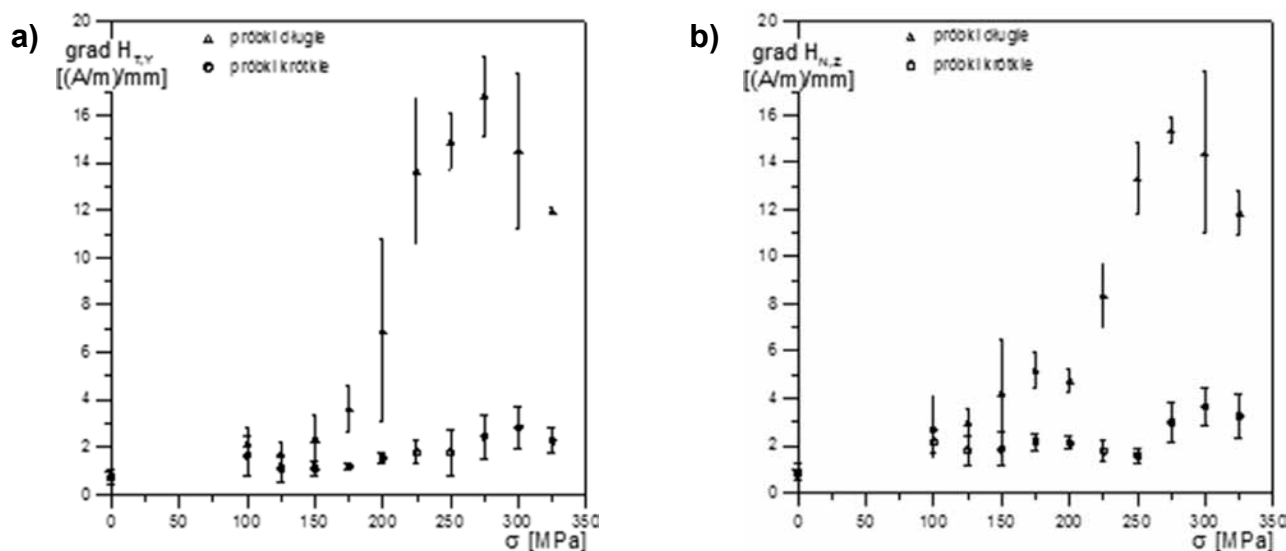 a)
grad H_T,Y
[(A/m)/mm]
próbki długie
próbki krótkie
20
16
14
12
10
8
6
4
2
0
0 50 100 150 200 250 300 350
σ [MPa]
b)
grad H_N,Z
[(A/m)/mm]
próbki długie
próbki krótkie
20
16
14
12
10
8
6
4
2
0
0 50 100 150 200 250 300 350
σ [MPa]